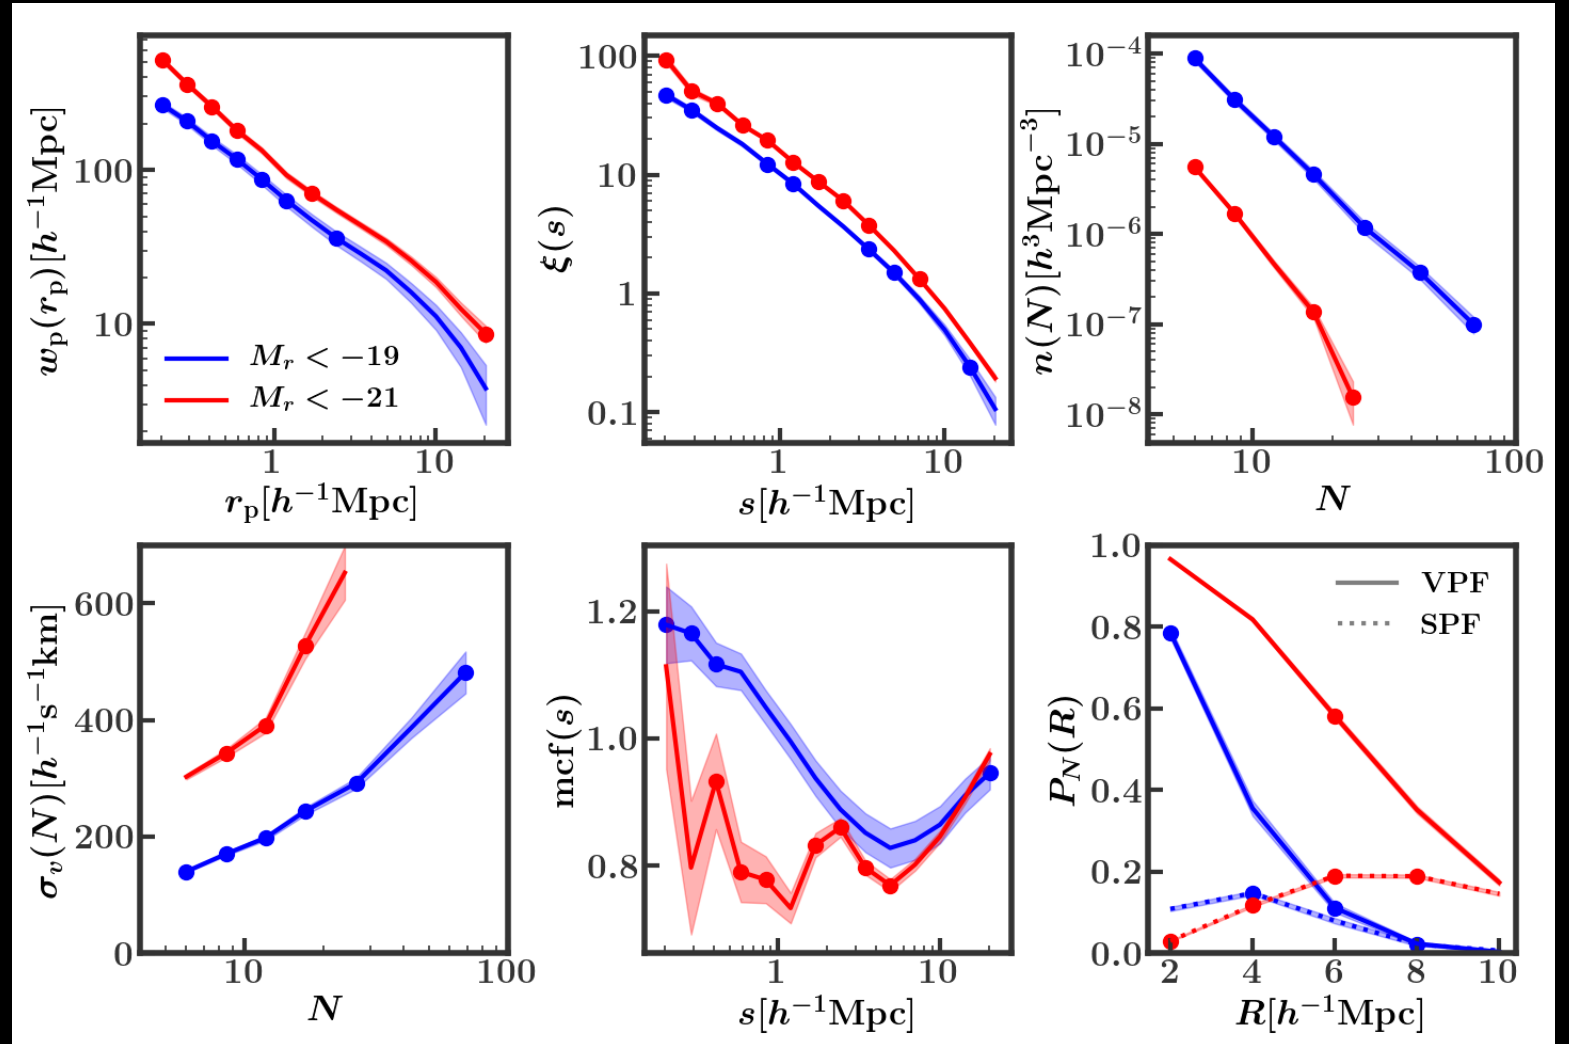 w_p(r_p)[h^−1Mpc]
100
10
M_r < −19
M_r < −21
1 10
r_p[h^−1Mpc]
ξ(s)
100
10
1
0.1
1 10
s[h^−1Mpc]
n(N)[h^3Mpc^−3]
10^−4
10^−5
10^−6
10^−7
10^−8
10 100
N
σ_v(N)[h^−1s^−1km]
600
400
200
0
10 100
N
mcf(s)
1.2
1.0
0.8
1 10
s[h^−1Mpc]
P_N(R)
1.0
0.8
0.6
0.4
0.2
0.0
VPF
SPF
2 4 6 8 10
R[h^−1Mpc]